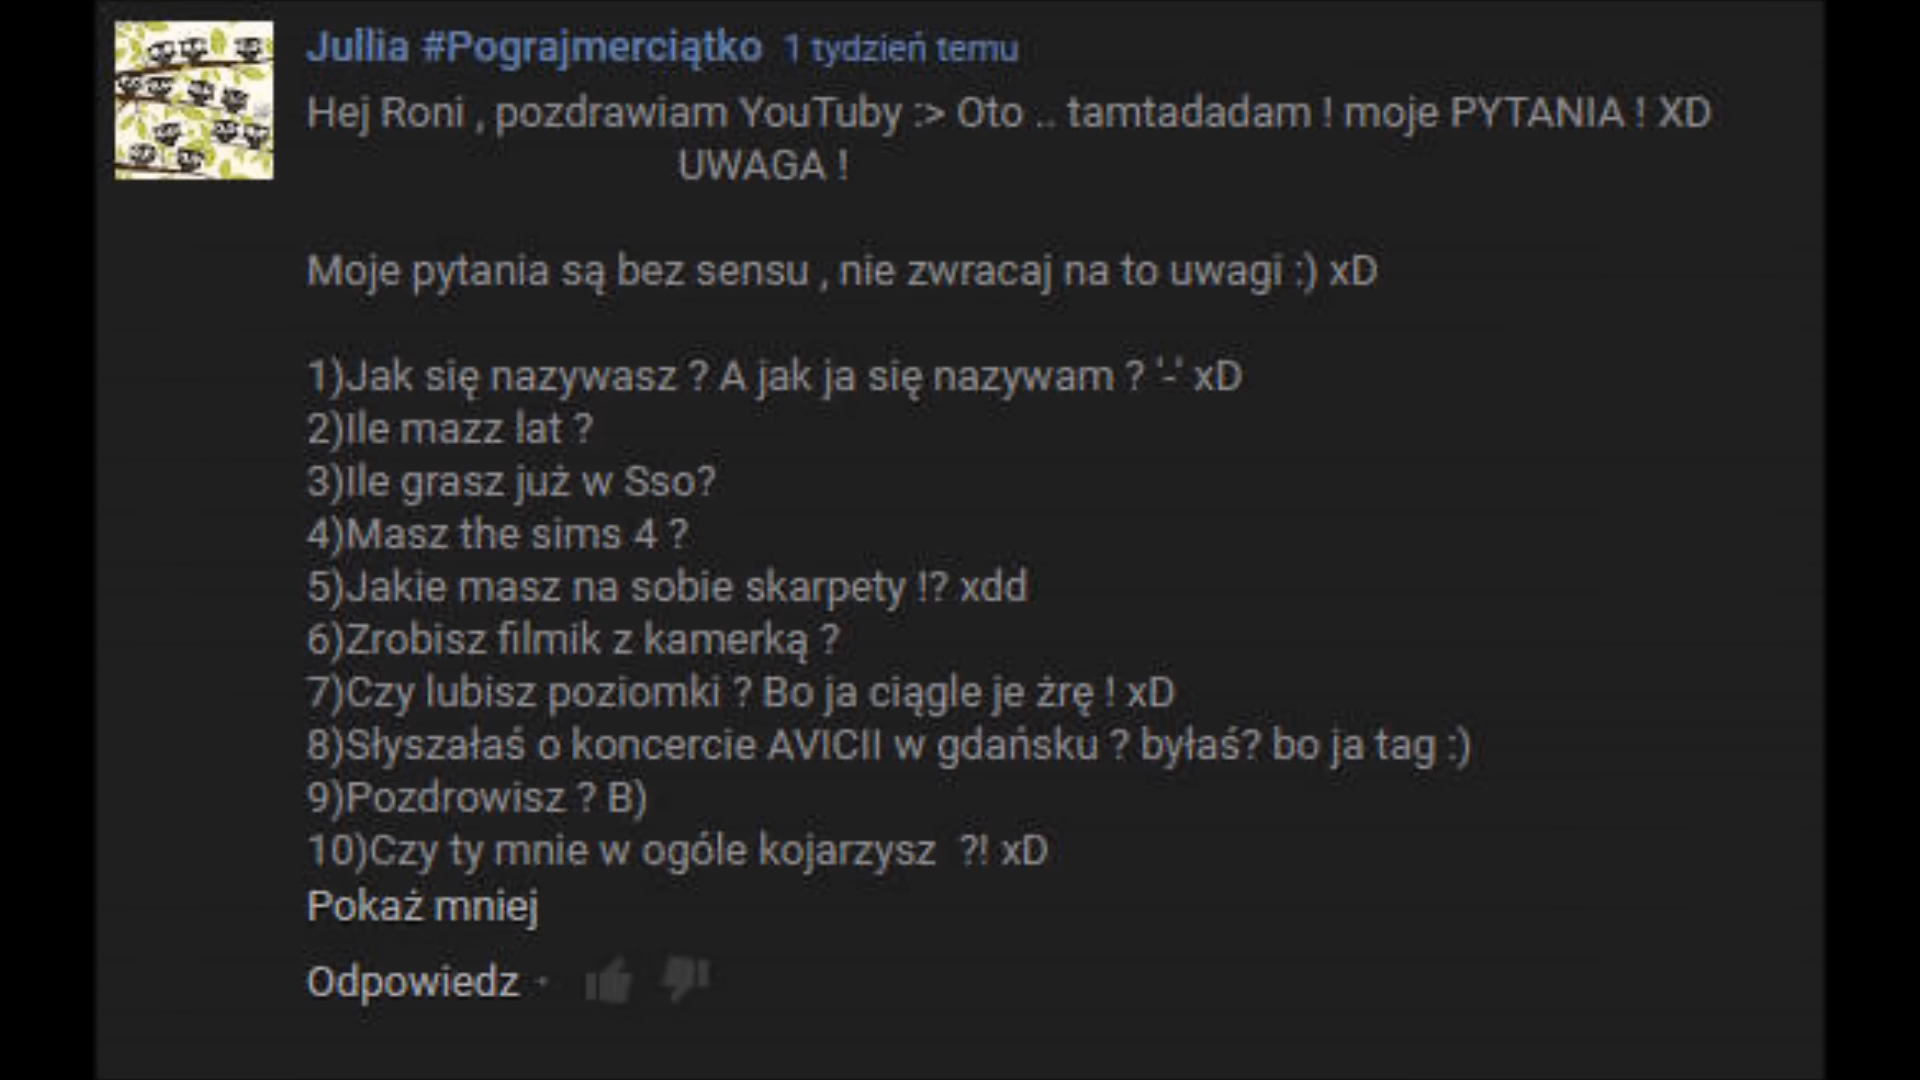 Jullia #Pograjmerciątko 1 tydzień temu
Hej Roni , pozdrawiam YouTuby :> Oto .. tamtadadam ! moje PYTANIA ! XD
UWAGA !
Moje pytania są bez sensu , nie zwracaj na to uwagi :) xD
1)Jak się nazywasz ? A jak ja się nazywam ? '-' xD
2)Ile mazz lat ?
3)Ile grasz już w Sso?
4)Masz the sims 4 ?
5)Jakie masz na sobie skarpety !? xdd
6)Zrobisz filmik z kamerką ?
7)Czy lubisz poziomki ? Bo ja ciągle je żrę ! xD
8)Słyszałaś o koncercie AVICII w gdańsku ? byłaś? bo ja tag :)
9)Pozdrowisz ? B)
10)Czy ty mnie w ogóle kojarzysz  ?! xD
Pokaż mniej
Odpowiedz ·